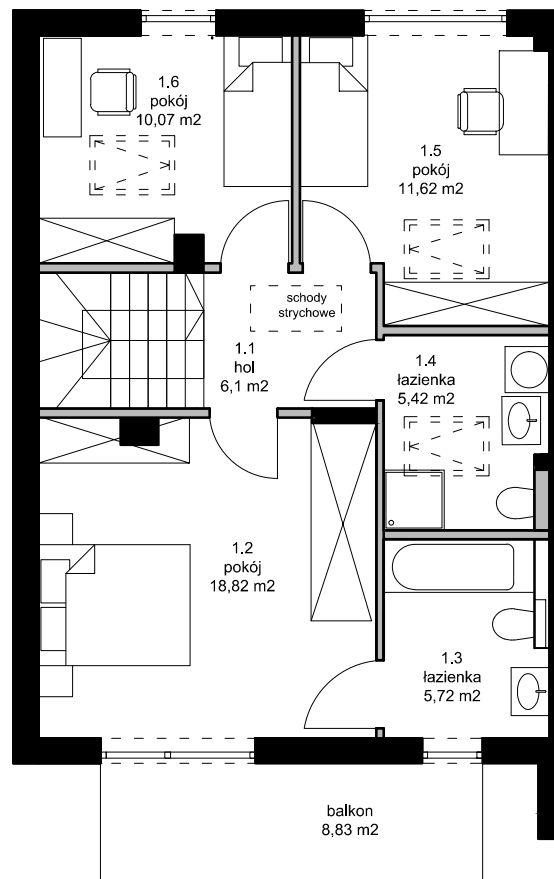 1.6
pokój
10,07 m2
1.5
pokój
11,62 m2
schody
strychowe
1.1
hol
6,1 m2
1.4
łazienka
5,42 m2
1.2
pokój
18,82 m2
1.3
łazienka
5,72 m2
balkon
8,83 m2